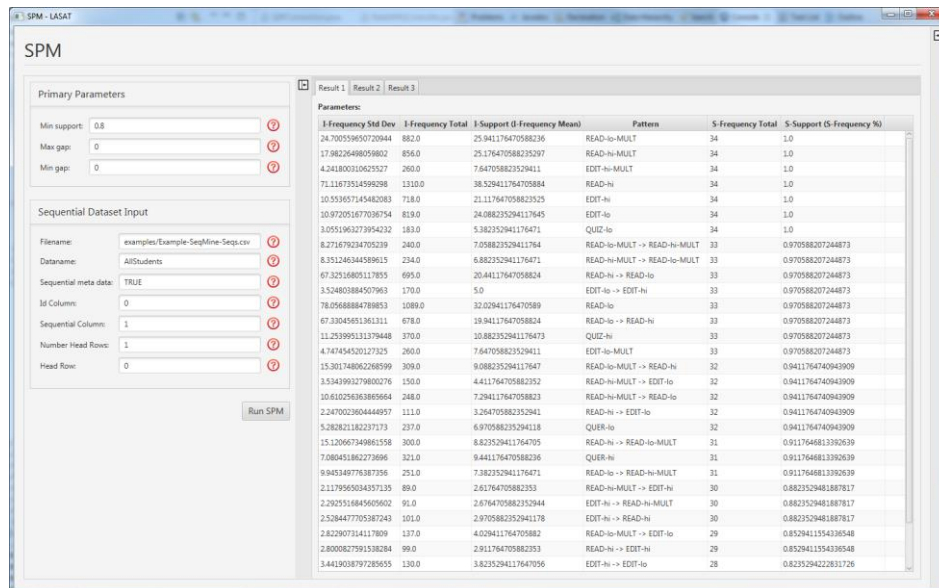 SPM - LASAT
SPM
Primary Parameters
Min support: 0.8
Max gap: 0
Min gap: 0
Sequential Dataset Input
Filename: examples/Example-SeqMine-Seqs.csv
Dataname: AllStudents
Sequential meta data: TRUE
Id Column: 0
Sequential Column: 1
Number Head Rows: 1
Head Row: 0
Run SPM
Result 1 Result 2 Result 3
Parameters:
I-Frequency Std Dev I-Frequency Total I-Support (I-Frequency Mean) Pattern S-Frequency Total S-Support (S-Frequency %)
24.700559650720944 882.0 25.941176470588236 READ-lo-MULT 34 1.0
17.98226498059802 856.0 25.176470588235297 READ-hi-MULT 34 1.0
4.241800310625527 260.0 7.647058823529411 EDIT-hi-MULT 34 1.0
71.11673514599298 1310.0 38.529411764705884 READ-hi 34 1.0
10.553657145482083 718.0 21.117647058823525 EDIT-hi 34 1.0
10.972051677036754 819.0 24.088235294117645 EDIT-lo 34 1.0
3.0551963273954232 183.0 5.382352941176471 QUIZ-lo 34 1.0
8.271679234705239 240.0 7.058823529411764 READ-lo-MULT -> READ-hi-MULT 33 0.970588207244873
8.351246344589615 234.0 6.882352941176471 READ-hi-MULT -> READ-lo-MULT 33 0.970588207244873
67.32516805117855 695.0 20.44117647058824 READ-hi -> READ-lo 33 0.970588207244873
3.524803884507963 170.0 5.0 EDIT-lo -> EDIT-hi 33 0.970588207244873
78.05688884789853 1089.0 32.02941176470589 READ-lo 33 0.970588207244873
67.33045651361311 678.0 19.94117647058824 READ-lo -> READ-hi 33 0.970588207244873
11.253995131379448 370.0 10.882352941176473 QUIZ-hi 33 0.970588207244873
4.747454520127325 260.0 7.647058823529411 EDIT-lo-MULT 33 0.970588207244873
15.301748062268599 309.0 9.088235294117647 READ-lo-MULT -> READ-hi 32 0.9411764740943909
3.5343993279800276 150.0 4.411764705882352 READ-hi-MULT -> EDIT-lo 32 0.9411764740943909
10.610256363865664 248.0 7.29411764705823 READ-hi-MULT -> READ-lo 32 0.9411764740943909
2.2470023604444957 111.0 3.264705882352941 READ-hi -> EDIT-lo 32 0.9411764740943909
5.282821182237173 237.0 6.970588235294118 QUER-lo 32 0.9411764740943909
15.120667349861558 300.0 8.823529411764705 READ-hi -> READ-lo-MULT 31 0.9117646813392639
7.080451862273696 321.0 9.441176470588236 QUER-hi 31 0.9117646813392639
9.945349776387356 251.0 7.382352941176471 READ-lo -> READ-hi-MULT 31 0.9117646813392639
2.1179565034357135 89.0 2.61764705882353 READ-hi-MULT -> EDIT-hi 30 0.8823529481887817
2.2925516845605602 91.0 2.6764705882352944 EDIT-hi -> READ-hi-MULT 30 0.8823529481887817
2.5284477705387243 101.0 2.9705882352941178 EDIT-hi -> READ-hi 30 0.8823529481887817
2.822907314117809 137.0 4.029411764705882 READ-lo-MULT -> EDIT-lo 29 0.8529411554336548
2.8000827591538284 99.0 2.911764705882353 READ-hi -> EDIT-hi 29 0.8529411554336548
3.4419038797285655 130.0 3.8235294117647056 EDIT-hi -> EDIT-lo 28 0.8235294222831726